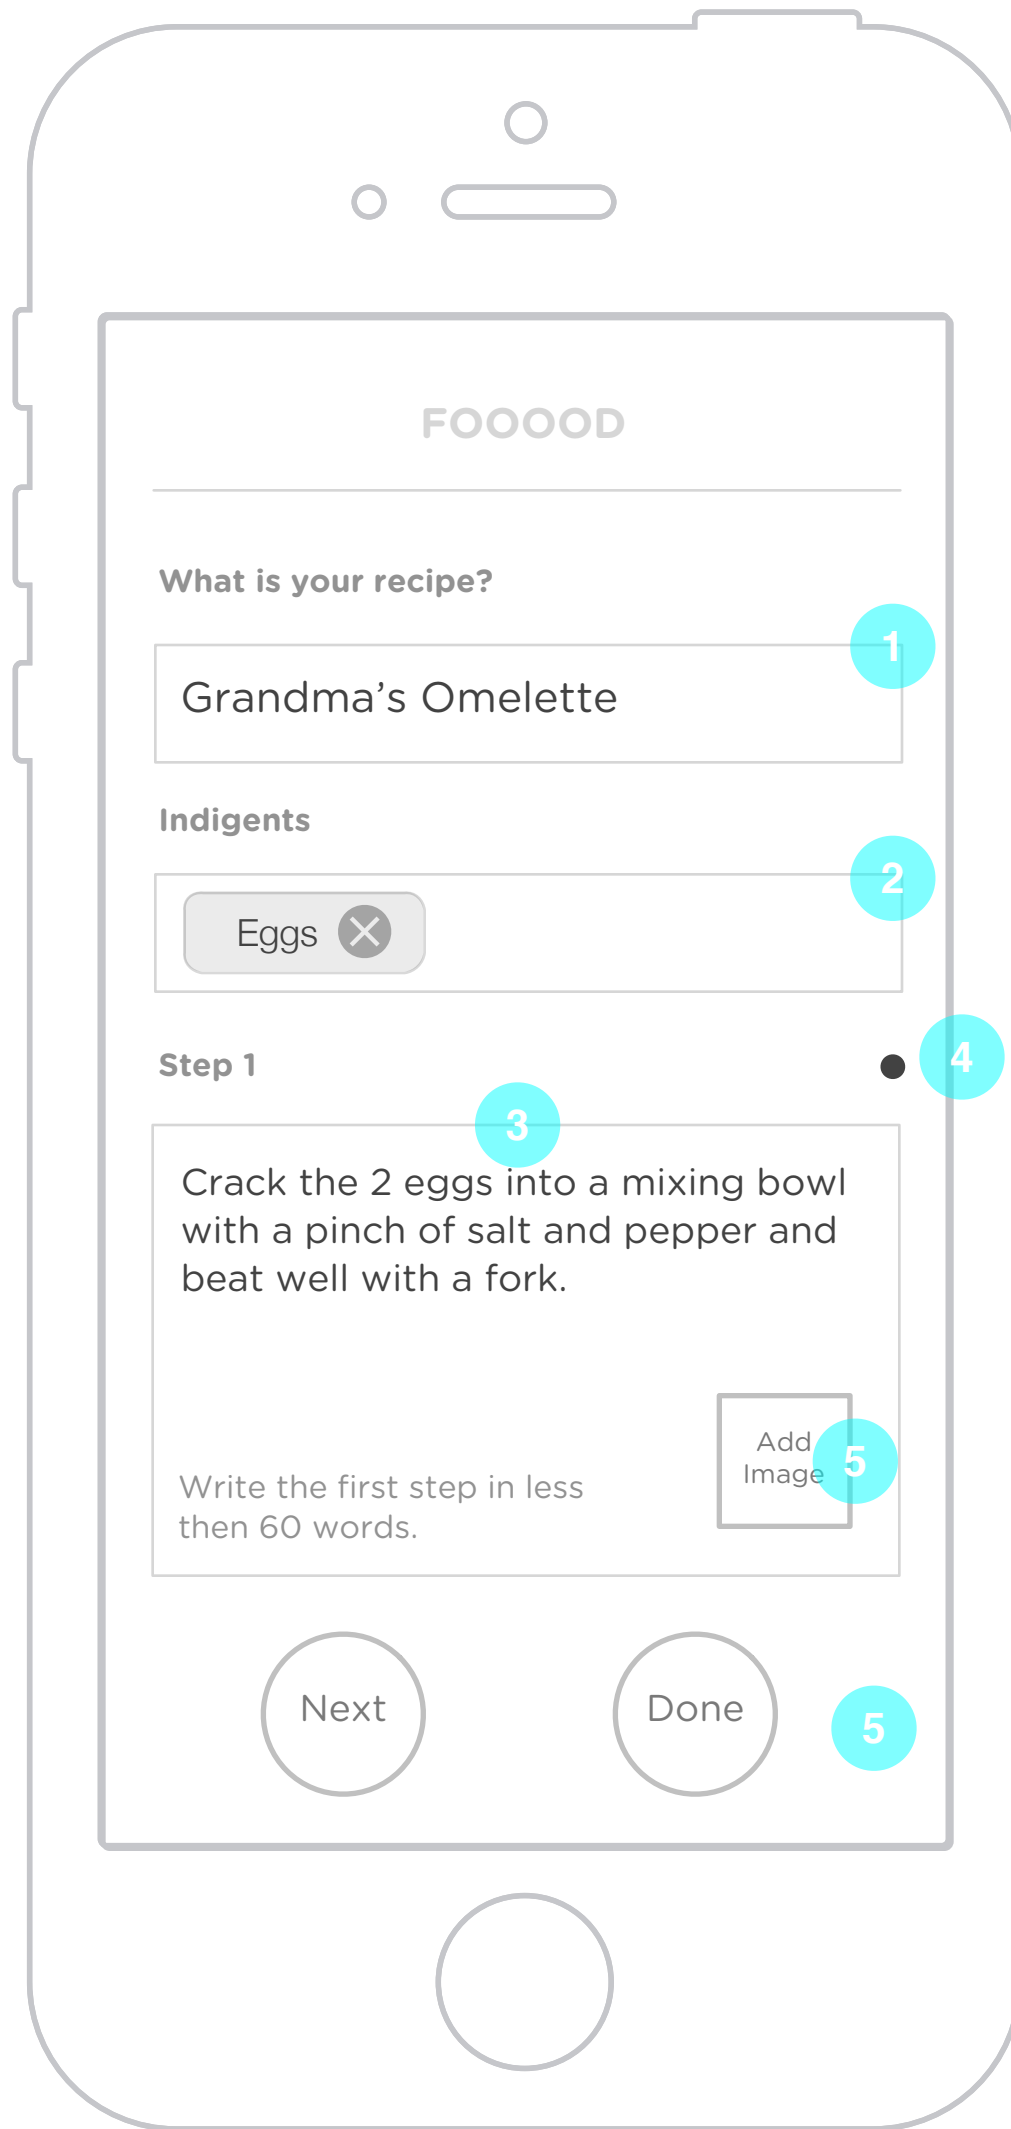 FOOOOD
What is your recipe?
1
Grandma’s Omelette
Indigents
2
Eggs
Step 1
4
3
Crack the 2 eggs into a mixing bowl
with a pinch of salt and pepper and
beat well with a fork.
Add
Image
5
Write the first step in less
then 60 words.
Next
Done
5